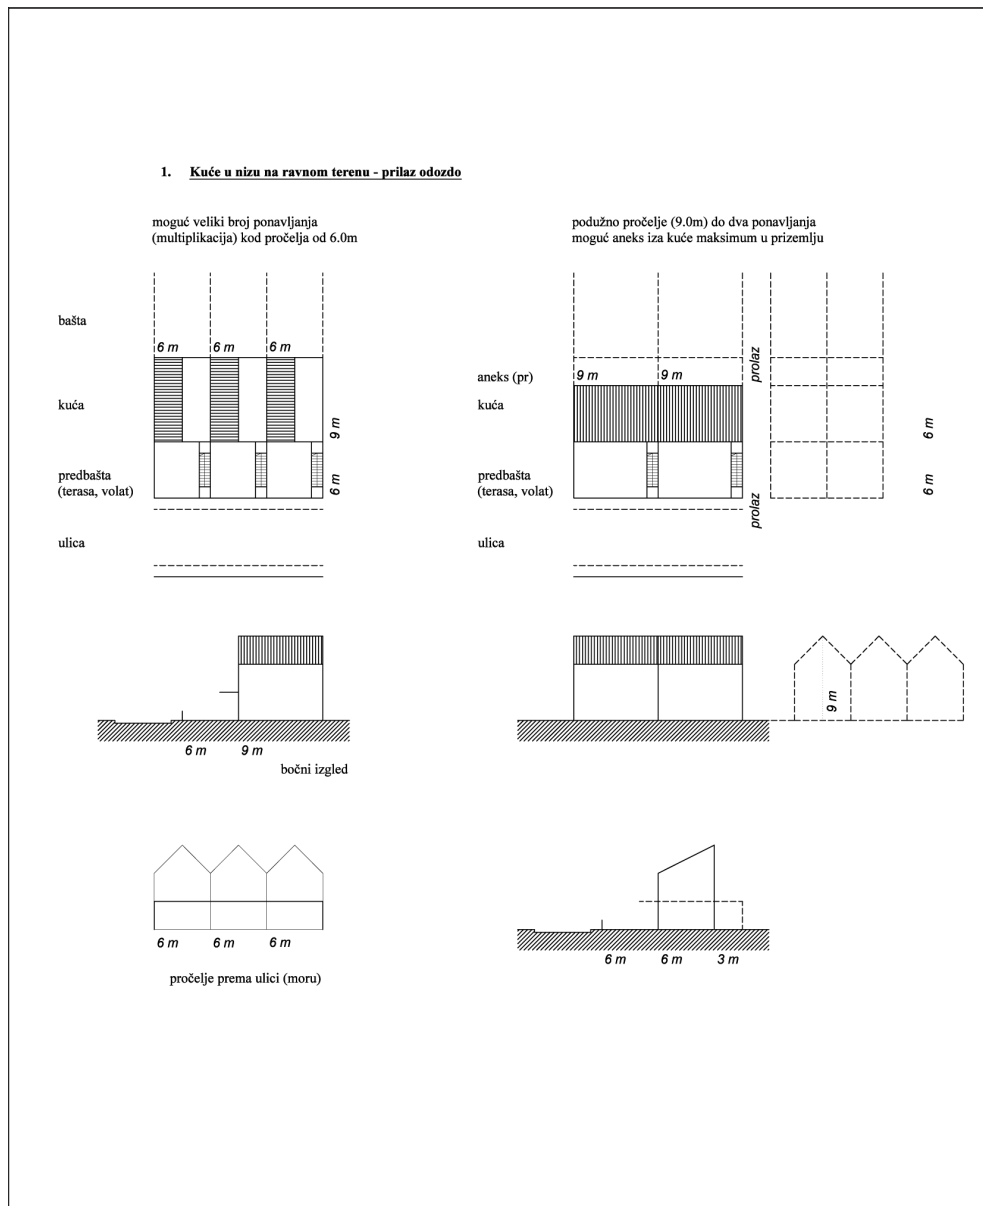 1. Kuće u nizu na ravnom terenu - prilaz odozdo
moguć veliki broj ponavljanja
(multiplikacija) kod pročelja od 6.0m
bašta
6 m 6 m 6 m
kuća
9 m
predbašta
(terasa, volat)
6 m
ulica
6 m 9 m
bočni izgled
6 m 6 m 6 m
pročelje prema ulici (moru)
podužno pročelje (9.0m) do dva ponavljanja
moguć aneks iza kuće maksimum u prizemlju
prolaz
aneks (pr)
9 m 9 m
kuća
6 m
predbašta
(terasa, volat)
6 m
prolaz
ulica
9 m
6 m 6 m 3 m